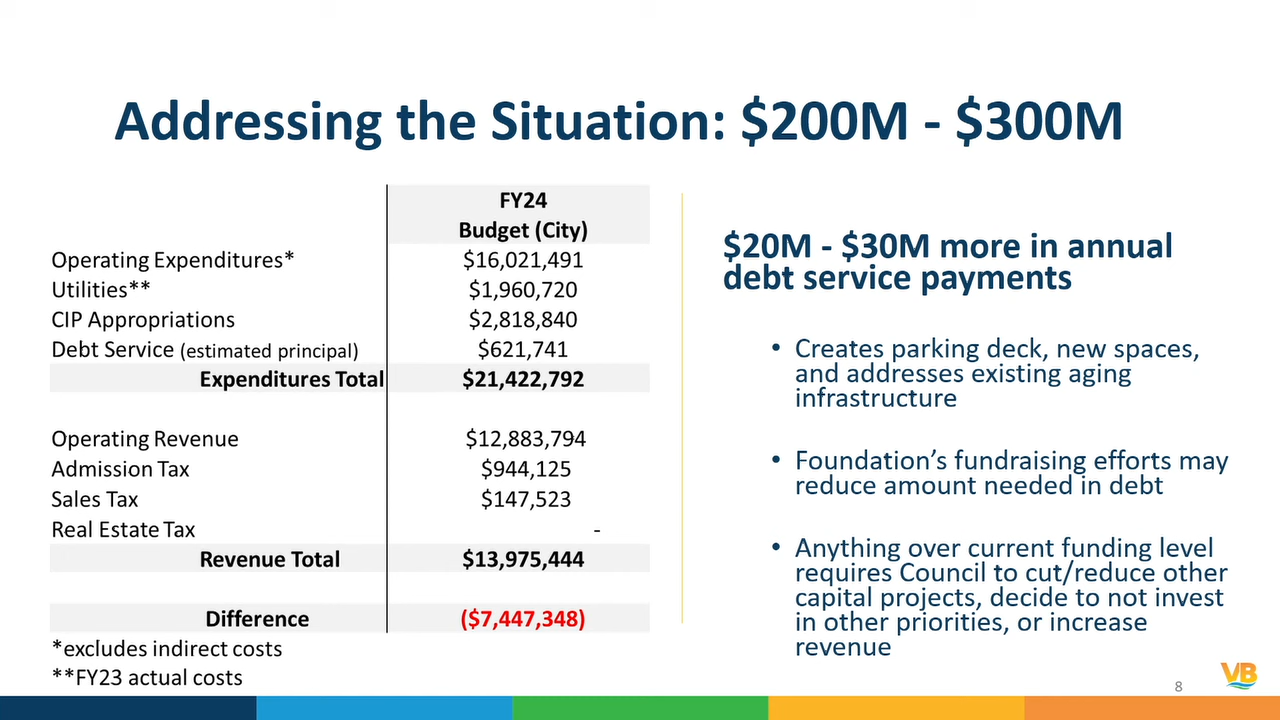 Addressing the Situation: $200M - $300M
FY24
Budget (City)
Operating Expenditures* $16,021,491
Utilities** $1,960,720
CIP Appropriations $2,818,840
Debt Service (estimated principal) $621,741
Expenditures Total $21,422,792
Operating Revenue $12,883,794
Admission Tax $944,125
Sales Tax $147,523
Real Estate Tax -
Revenue Total $13,975,444
Difference ($7,447,348)
*excludes indirect costs
**FY23 actual costs
$20M - $30M more in annual
debt service payments
• Creates parking deck, new spaces,
and addresses existing aging
infrastructure
• Foundation’s fundraising efforts may
reduce amount needed in debt
• Anything over current funding level
requires Council to cut/reduce other
capital projects, decide to not invest
in other priorities, or increase
revenue
8
VB